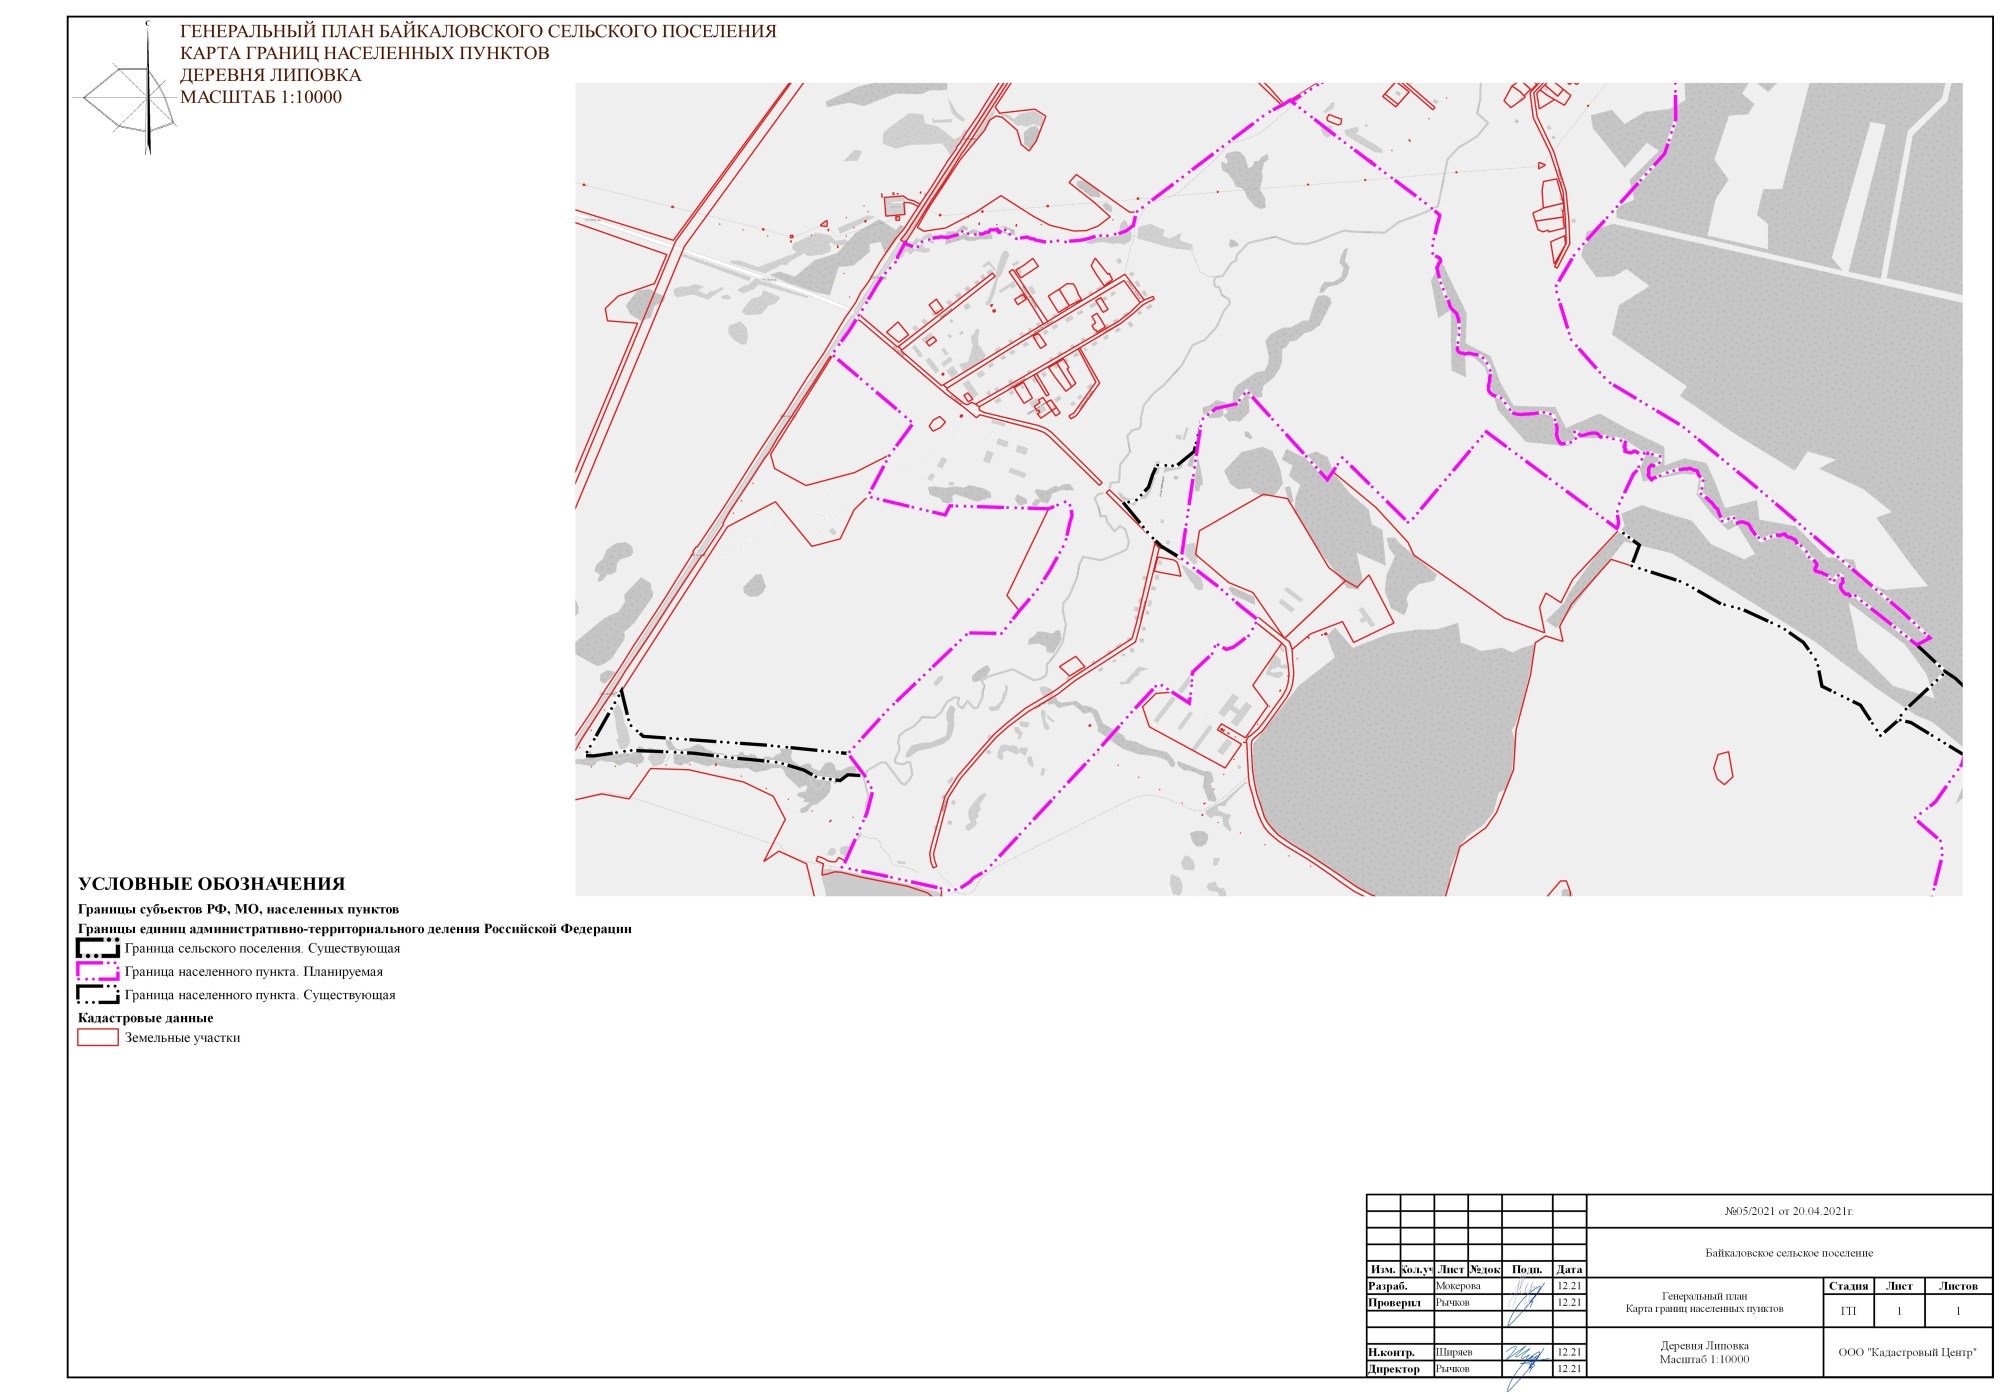 С
ГЕНЕРАЛЬНЫЙ ПЛАН БАЙКАЛОВСКОГО СЕЛЬСКОГО ПОСЕЛЕНИЯ
КАРТА ГРАНИЦ НАСЕЛЕННЫХ ПУНКТОВ
ДЕРЕВНЯ ЛИПОВКА
МАСШТАБ 1:10000
УСЛОВНЫЕ ОБОЗНАЧЕНИЯ
Границы субъектов РФ, МО, населенных пунктов
Границы единиц административно-территориального деления Российской Федерации
Граница сельского поселения. Существующая
Граница населенного пункта. Планируемая
Граница населенного пункта. Существующая
Кадастровые данные
Земельные участки
№05/2021 от 20.04.2021г.
Байкаловское сельское поселение
Изм. Кол.уч Лист №док Подп. Дата
Разраб. Мокерова 12.21
Проверил Рычков 12.21
Н.контр. Ширяев 12.21
Директор Рычков 12.21
Генеральный план
Карта границ населенных пунктов
Стадия Лист Листов
ГП 1 1
Деревня Липовка
Масштаб 1:10000
ООО "Кадастровый Центр"